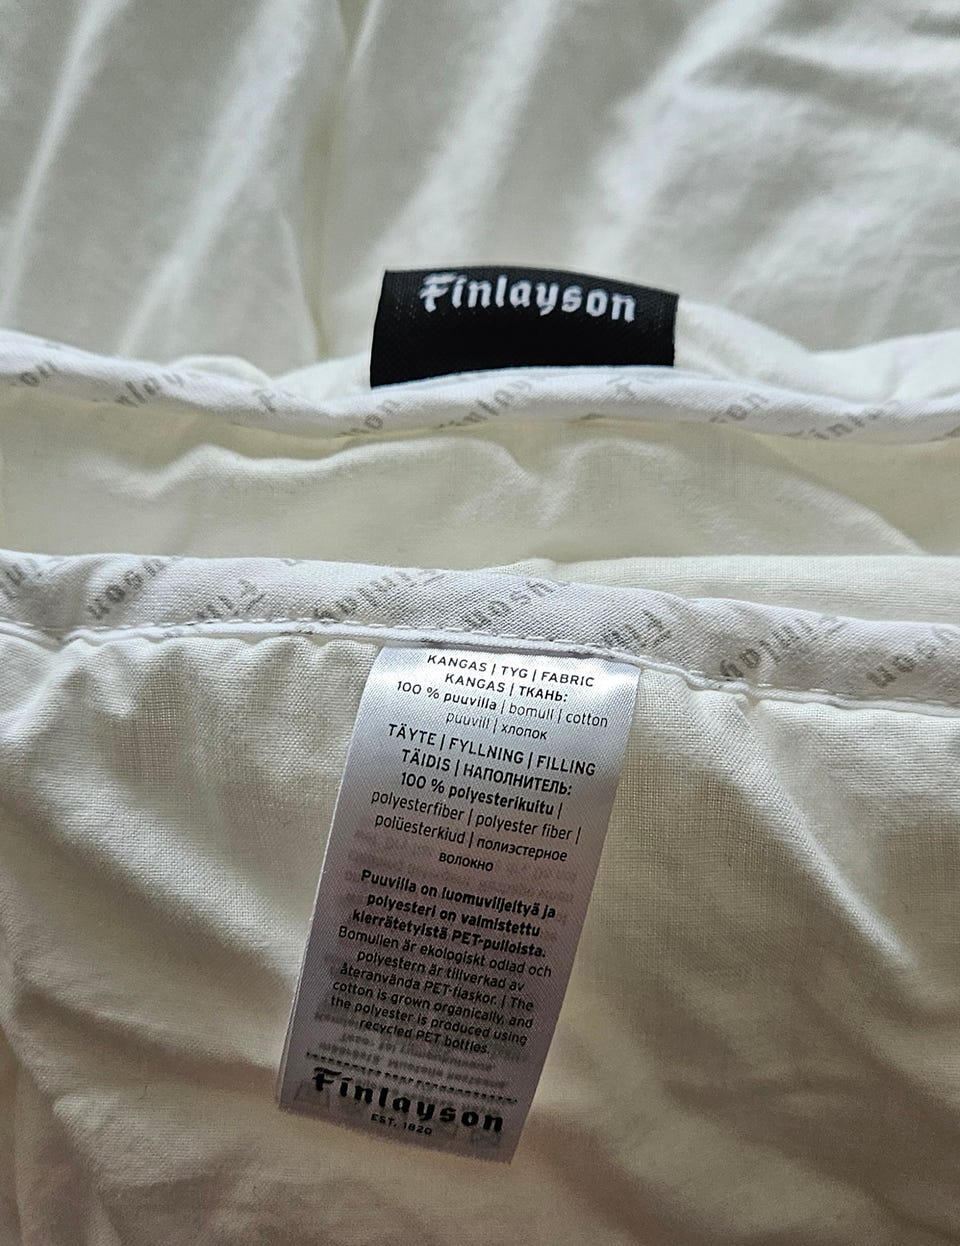 Finlayson
KANGAS | TYG | FABRIC
KANGAS | ТКАНЬ:
100 % puuvilla | bomull | cotton
puuvill | хлопок
TÄYTE | FYLLNING | FILLING
TÄIDIS | НАПОЛНИТЕЛЬ:
100 % polyesterikuitu |
polyesterfiber | polyester fiber |
polüesterkiud | полиэстерное
волокно
Puuvilla on luomuviljeltyä ja
polyesteri on valmistettu
kierrätetyistä PET-pulloista.
Bomullen är ekologiskt odlad och
polyestern är tillverkad av
återanvända PET-flaskor. | The
cotton is grown organically, and
the polyester is produced using
recycled PET bottles.
Finlayson
EST. 1820